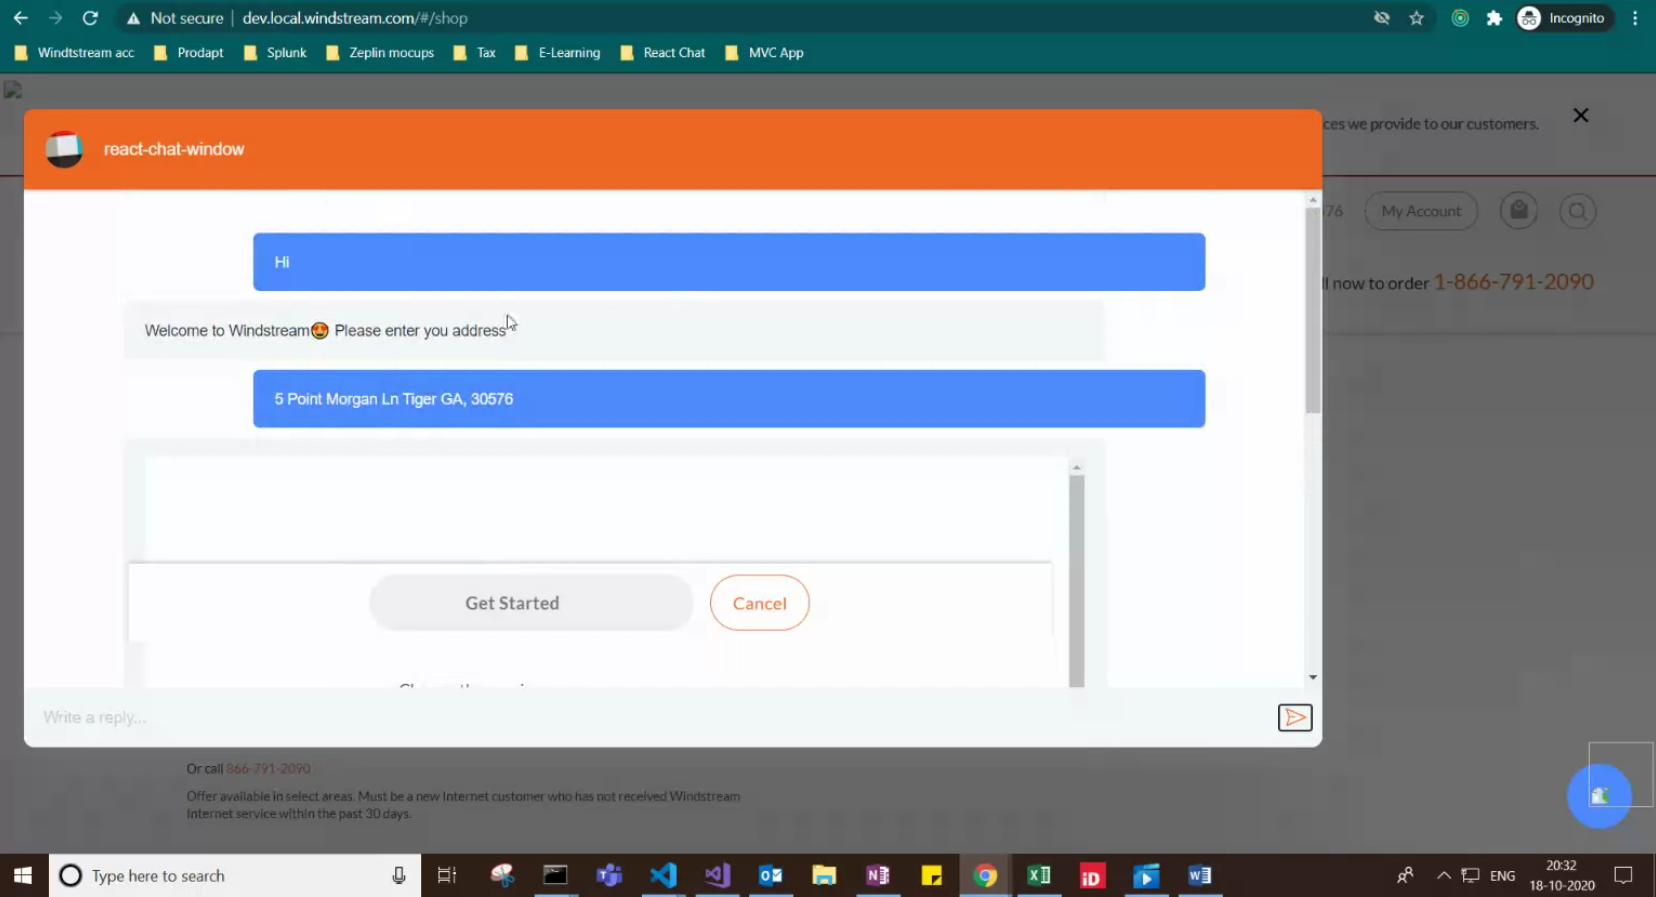 Not secure
dev.local.windstream.com/#/shop
Incognito
Windtstream acc
Prodapt
Splunk
Zeplin mocups
Tax
E-Learning
React Chat
MVC App
react-chat-window
ces we provide to our customers.
76
My Account
Hi
l now to order 1-866-791-2090
Welcome to Windstream😍 Please enter you address
5 Point Morgan Ln Tiger GA, 30576
Get Started
Cancel
Write a reply...
Or call 866-791-2090
Offer available in select areas. Must be a new Internet customer who has not received Windstream
Internet service within the past 30 days.
Type here to search
ENG
20:32
18-10-2020